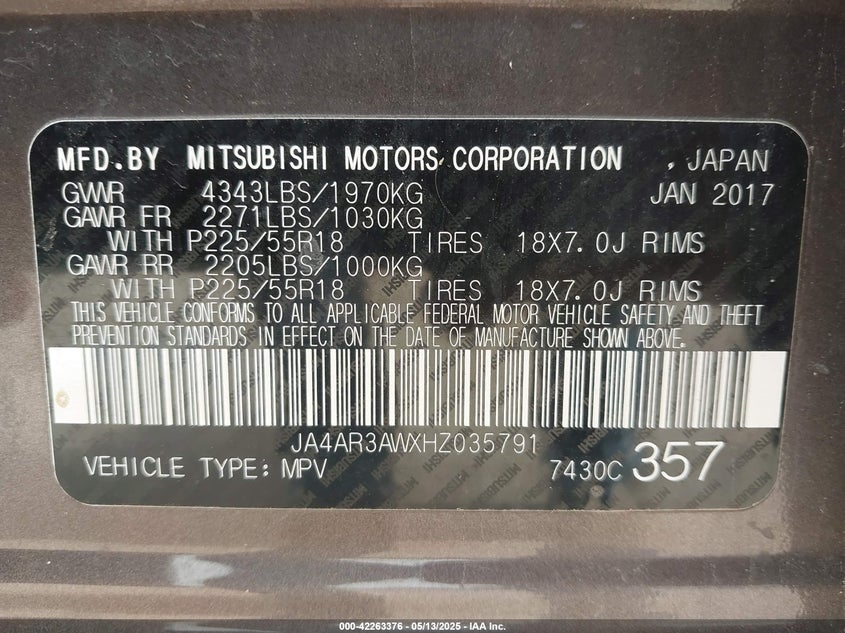 MFD.BY MITSUBISHI MOTORS CORPORATION , JAPAN
GWR 4343LBS/1970KG JAN 2017
GAWR FR 2271LBS/1030KG
WITH P225/55R18 TIRES 18X7.0J RIMS
GAWR RR 2205LBS/1000KG
WITH P225/55R18 TIRES 18X7.0J RIMS
THIS VEHICLE CONFORMS TO ALL APPLICABLE FEDERAL MOTOR VEHICLE SAFETY AND THEFT
PREVENTION STANDARDS IN EFFECT ON THE DATE OF MANUFACTURE SHOWN ABOVE.
JA4AR3AWXHZ035791
VEHICLE TYPE: MPV 7430C 357
000-42263376 - 05/13/2025 - IAA Inc.